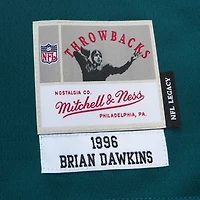 NFL
THROWBACKS
NOSTALGIA CO.
Mitchell & Ness
PHILADELPHIA, PA.
NFL LEGACY
1996
BRIAN DAWKINS